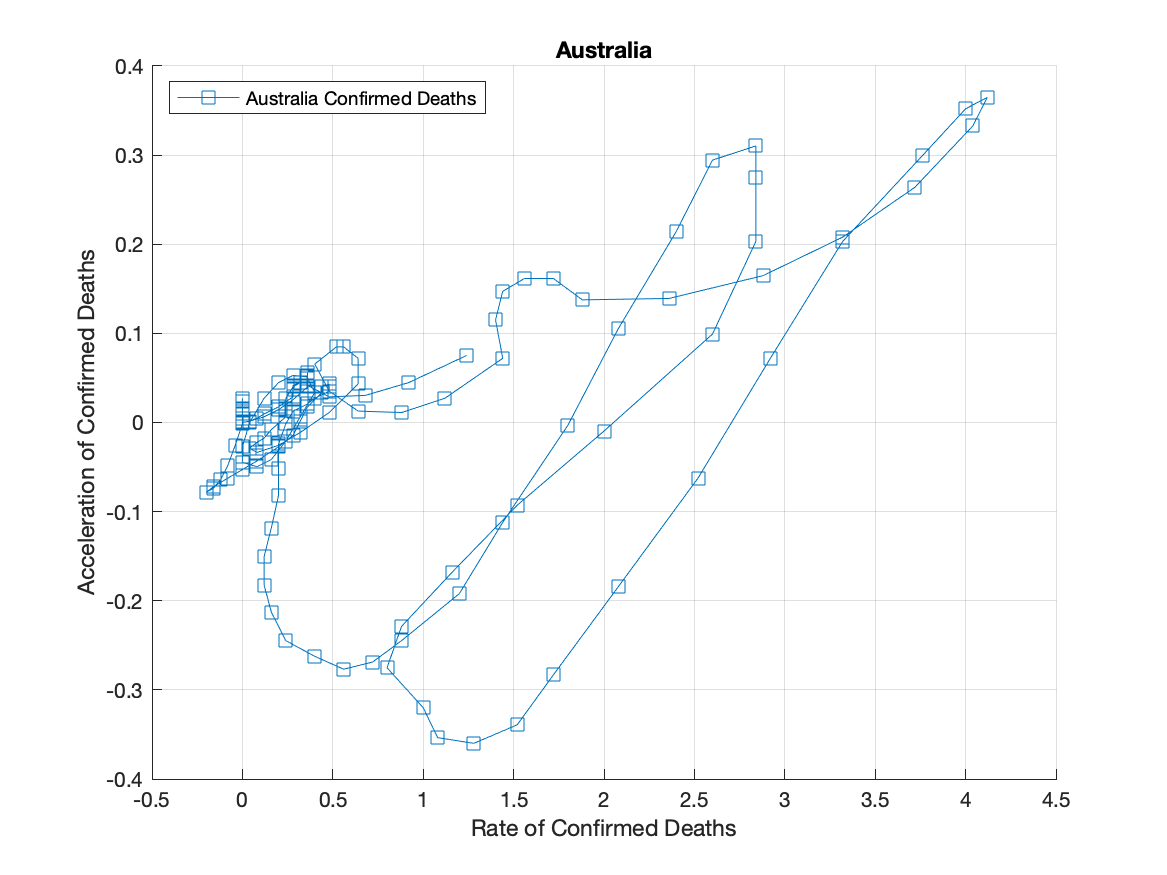 Australia
Australia Confirmed Deaths
0.4
0.3
0.2
0.1
0
-0.1
-0.2
-0.3
-0.4
Acceleration of Confirmed Deaths
-0.5 0 0.5 1 1.5 2 2.5 3 3.5 4 4.5
Rate of Confirmed Deaths